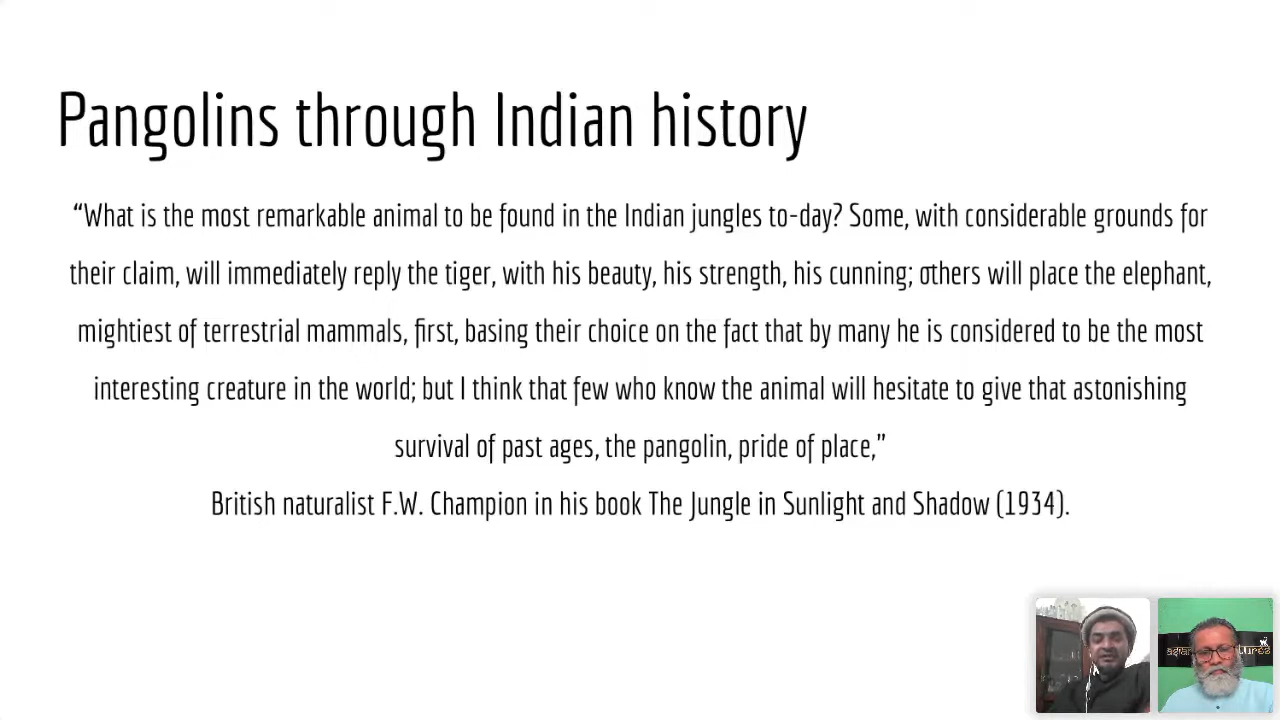 Pangolins through Indian history
“What is the most remarkable animal to be found in the Indian jungles to-day? Some, with considerable grounds for
their claim, will immediately reply the tiger, with his beauty, his strength, his cunning; others will place the elephant,
mightiest of terrestrial mammals, first, basing their choice on the fact that by many he is considered to be the most
interesting creature in the world; but I think that few who know the animal will hesitate to give that astonishing
survival of past ages, the pangolin, pride of place,”
British naturalist F.W. Champion in his book The Jungle in Sunlight and Shadow (1934).